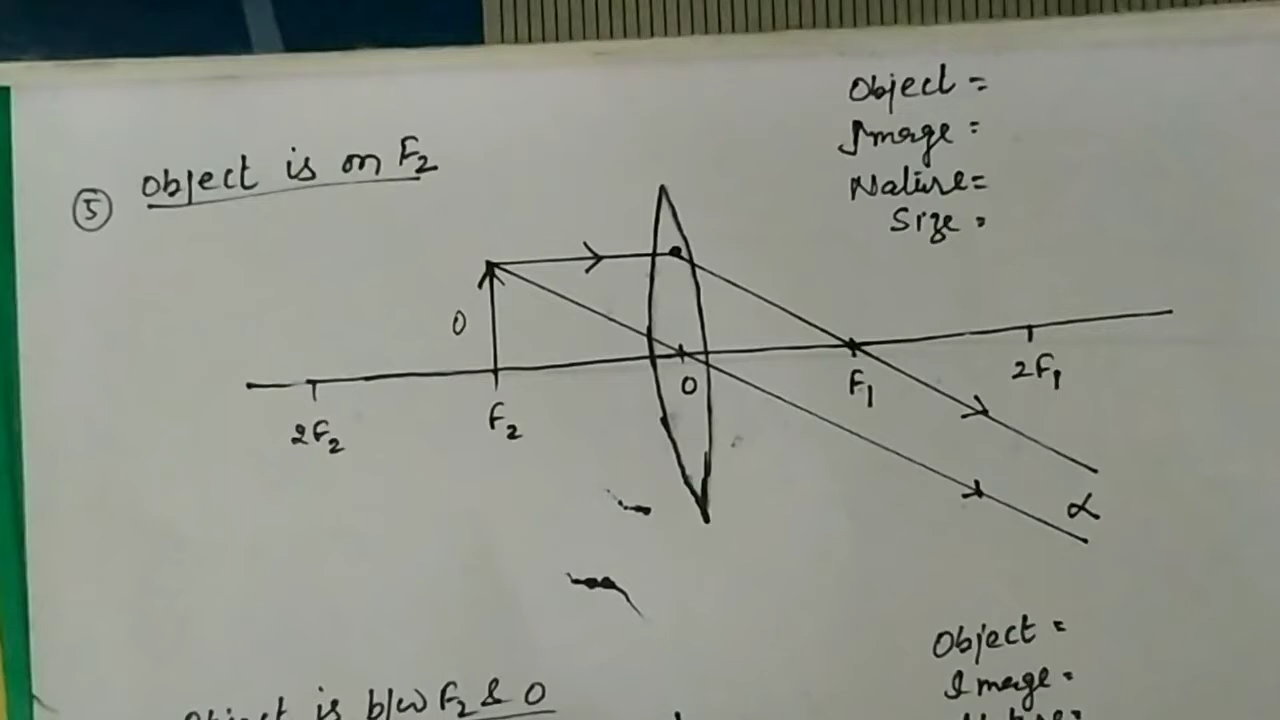 Object =
Image =
Nature =
Size =
5 Object is on F2
O
2F2
F2
O
F1
2F1
α
Object is b/w F2 & O
Object =
Image =